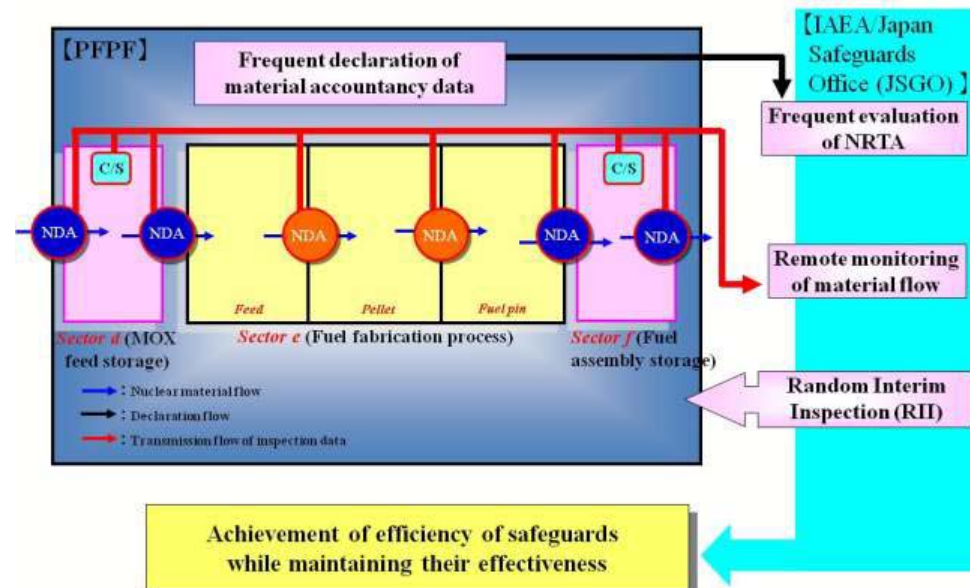 【PFPF】
Frequent declaration of
material accountancy data
【IAEA/Japan
Safeguards
Office (JSGO) 】
Frequent evaluation
of NRTA
C/S
C/S
NDA
NDA
NDA
NDA
NDA
NDA
Remote monitoring
of material flow
Feed
Pellet
Fuel pin
Sector d (MOX
feed storage)
Sector e (Fuel fabrication process)
Sector f (Fuel
assembly storage)
: Nuclear material flow
: Declaration flow
: Transmission flow of inspection data
Random Interim
Inspection (RII)
Achievement of efficiency of safeguards
while maintaining their effectiveness